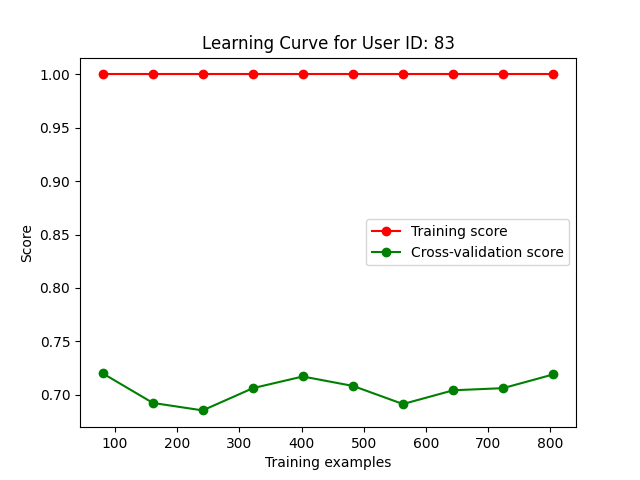 Learning Curve for User ID: 83
1.00
0.95
0.90
0.85
0.80
0.75
0.70
Score
Training score
Cross-validation score
100 200 300 400 500 600 700 800
Training examples